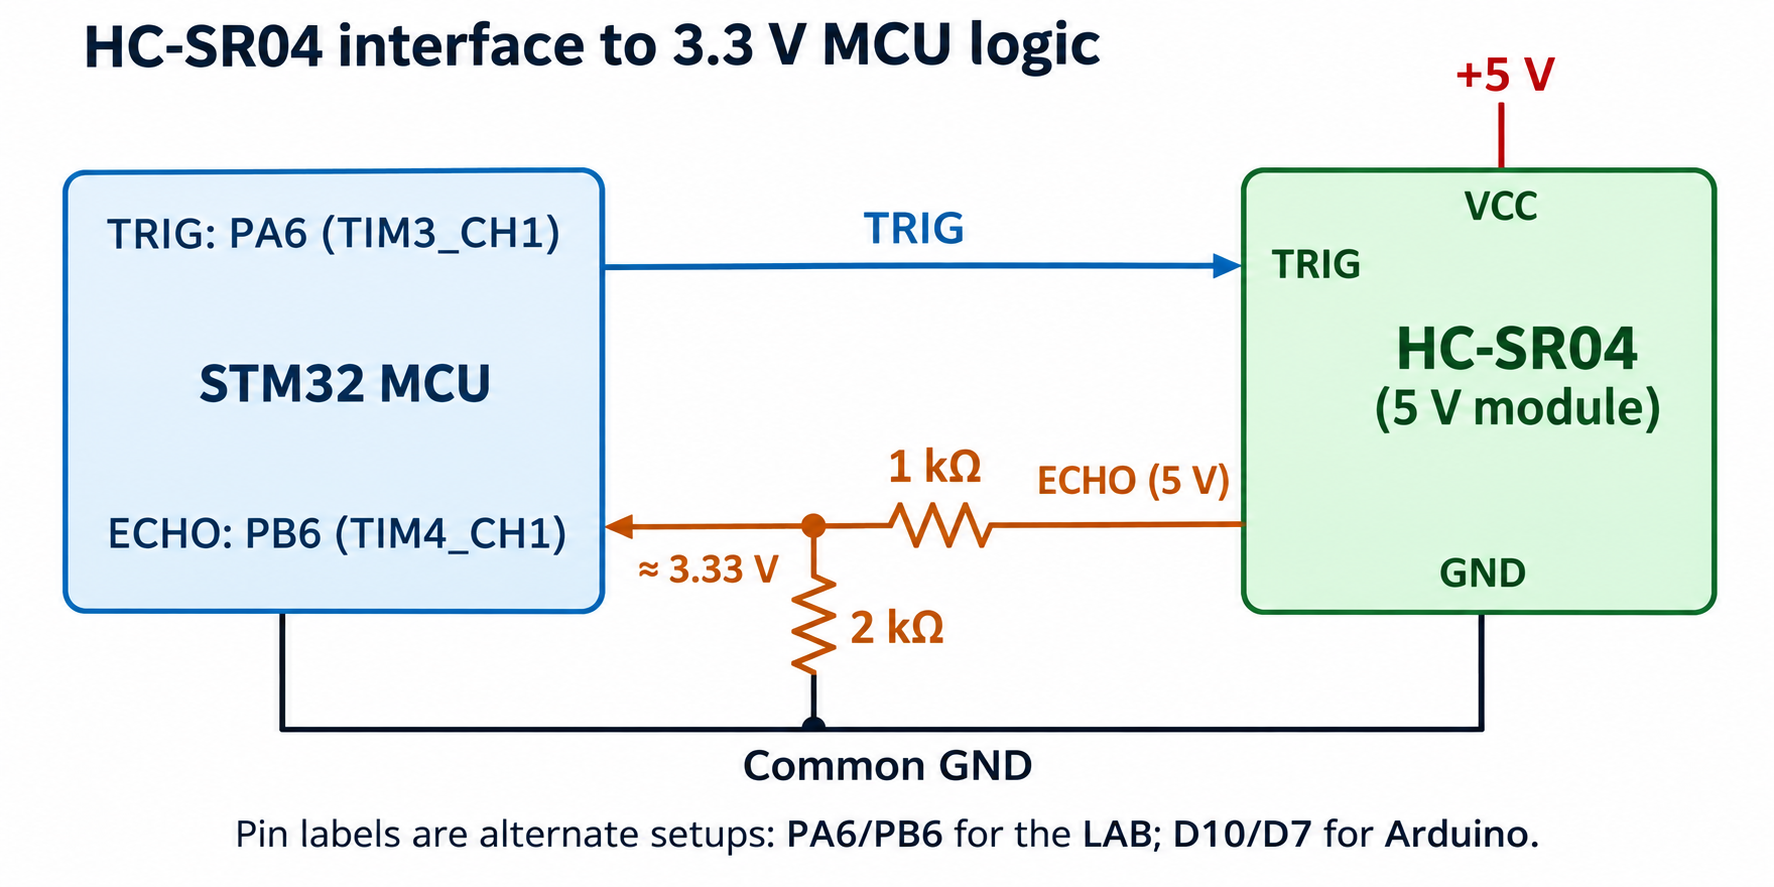 HC-SR04 interface to 3.3 V MCU logic
+5 V
TRIG: PA6 (TIM3_CH1)
TRIG
VCC
TRIG
STM32 MCU
HC-SR04
(5 V module)
1 kΩ
ECHO (5 V)
ECHO: PB6 (TIM4_CH1)
≈ 3.33 V
GND
2 kΩ
Common GND
Pin labels are alternate setups: PA6/PB6 for the LAB; D10/D7 for Arduino.